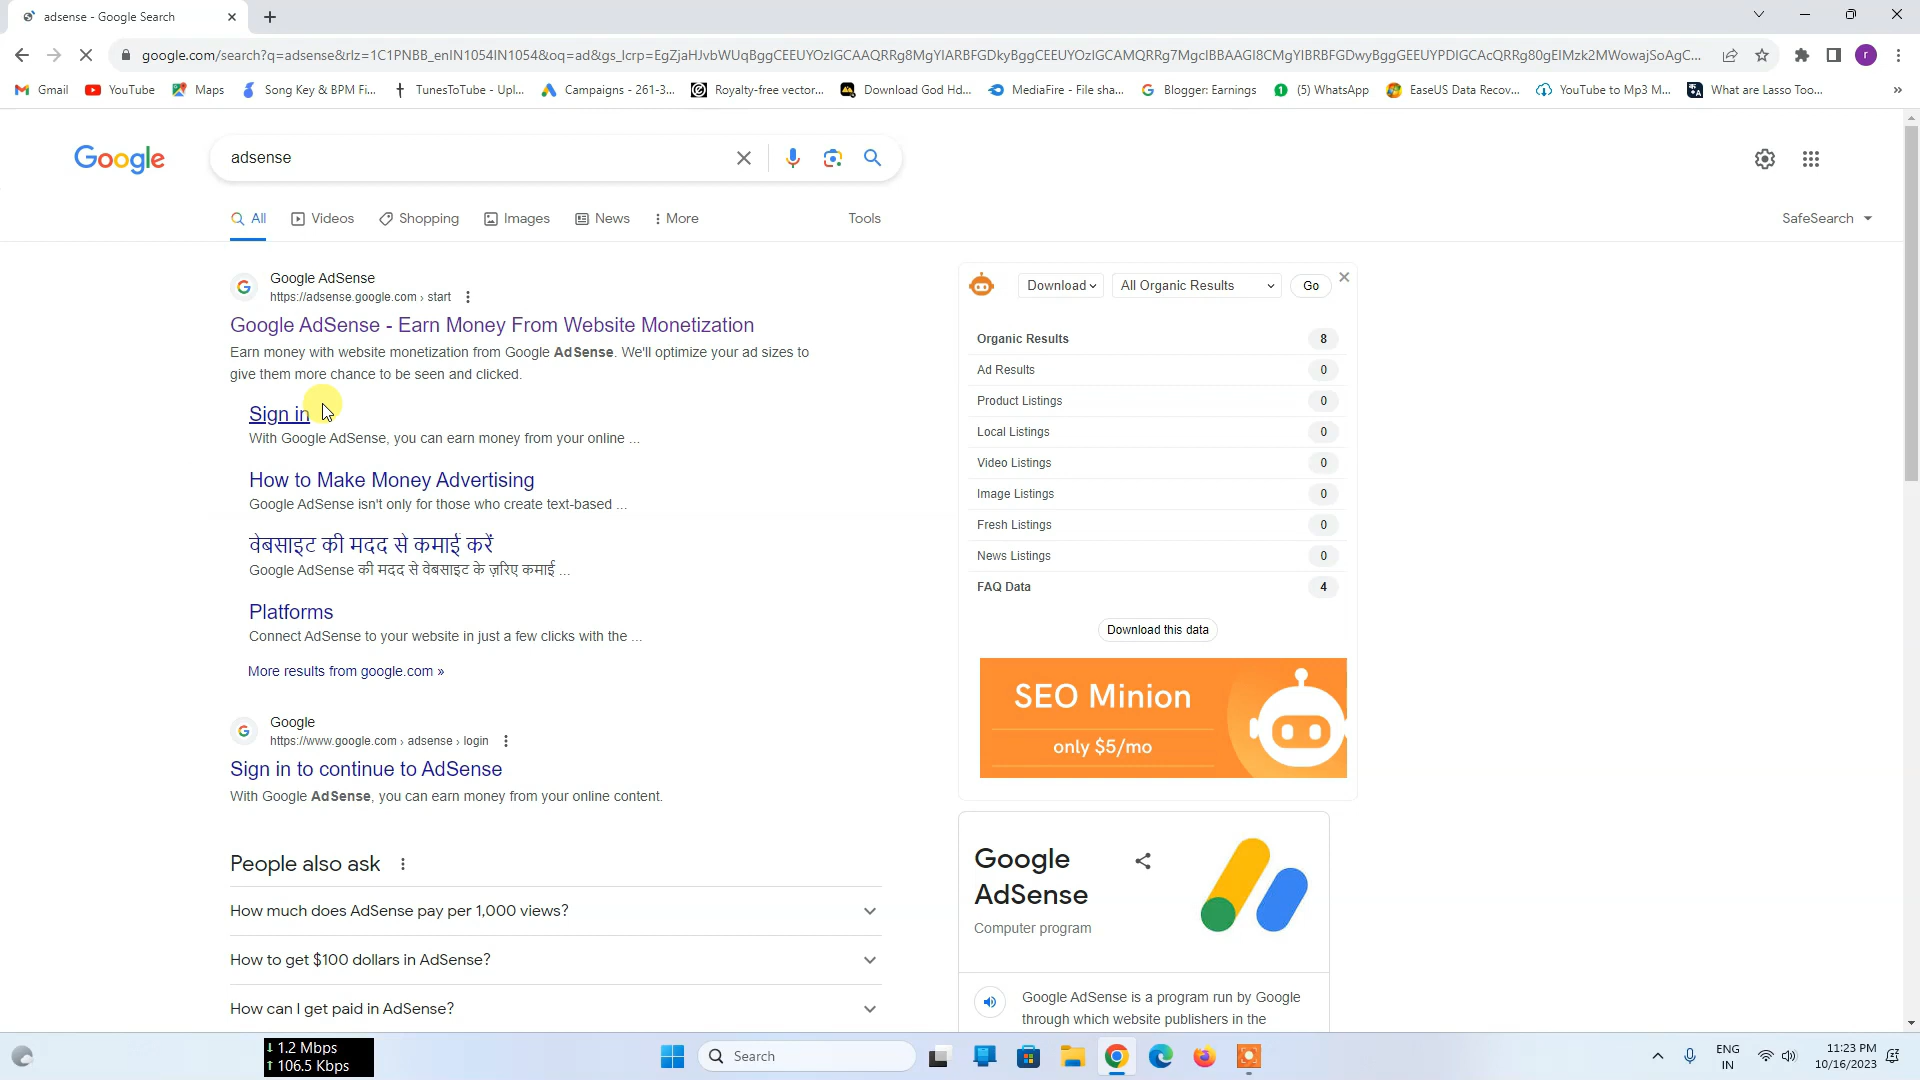 adsense - Google Search
google.com/search?q=adsense&rlz=1C1PNBB_enIN1054IN1054&oq=ad&gs_lcrp=EgZjaHJvbWUqBggCEEUYOzIGCAAQRRg8MgYIARBFGDkyBggCEEUYOzIGCAMQRRg7MgcIBBAAGI8CMgYIBRBFGDwyBggGEEUYPDIGCAcQRRg80gEIMzk2MWowajSoAgC...
Gmail
YouTube
Maps
Song Key & BPM Fi...
TunesToTube - Upl...
Campaigns - 261-3...
Royalty-free vector...
Download God Hd...
MediaFire - File sha...
Blogger: Earnings
(5) WhatsApp
EaseUS Data Recov...
YouTube to Mp3 M...
What are Lasso Too...
»
Google
adsense
All
Videos
Shopping
Images
News
More
Tools
SafeSearch
Google AdSense
https://adsense.google.com › start
Google AdSense - Earn Money From Website Monetization
Earn money with website monetization from Google AdSense. We'll optimize your ad sizes to
give them more chance to be seen and clicked.
Sign in
With Google AdSense, you can earn money from your online ...
How to Make Money Advertising
Google AdSense isn't only for those who create text-based ...
वेबसाइट की मदद से कमाई करें
Google AdSense की मदद से वेबसाइट के ज़रिए कमाई ...
Platforms
Connect AdSense to your website in just a few clicks with the ...
More results from google.com »
Google
https://www.google.com › adsense › login
Sign in to continue to AdSense
With Google AdSense, you can earn money from your online content.
People also ask
How much does AdSense pay per 1,000 views?
How to get $100 dollars in AdSense?
How can I get paid in AdSense?
Download
All Organic Results
Go
Organic Results 8
Ad Results 0
Product Listings 0
Local Listings 0
Video Listings 0
Image Listings 0
Fresh Listings 0
News Listings 0
FAQ Data 4
Download this data
SEO Minion
only $5/mo
Google
AdSense
Computer program
Google AdSense is a program run by Google
through which website publishers in the
1.2 Mbps
106.5 Kbps
Search
ENG
IN
11:23 PM
10/16/2023